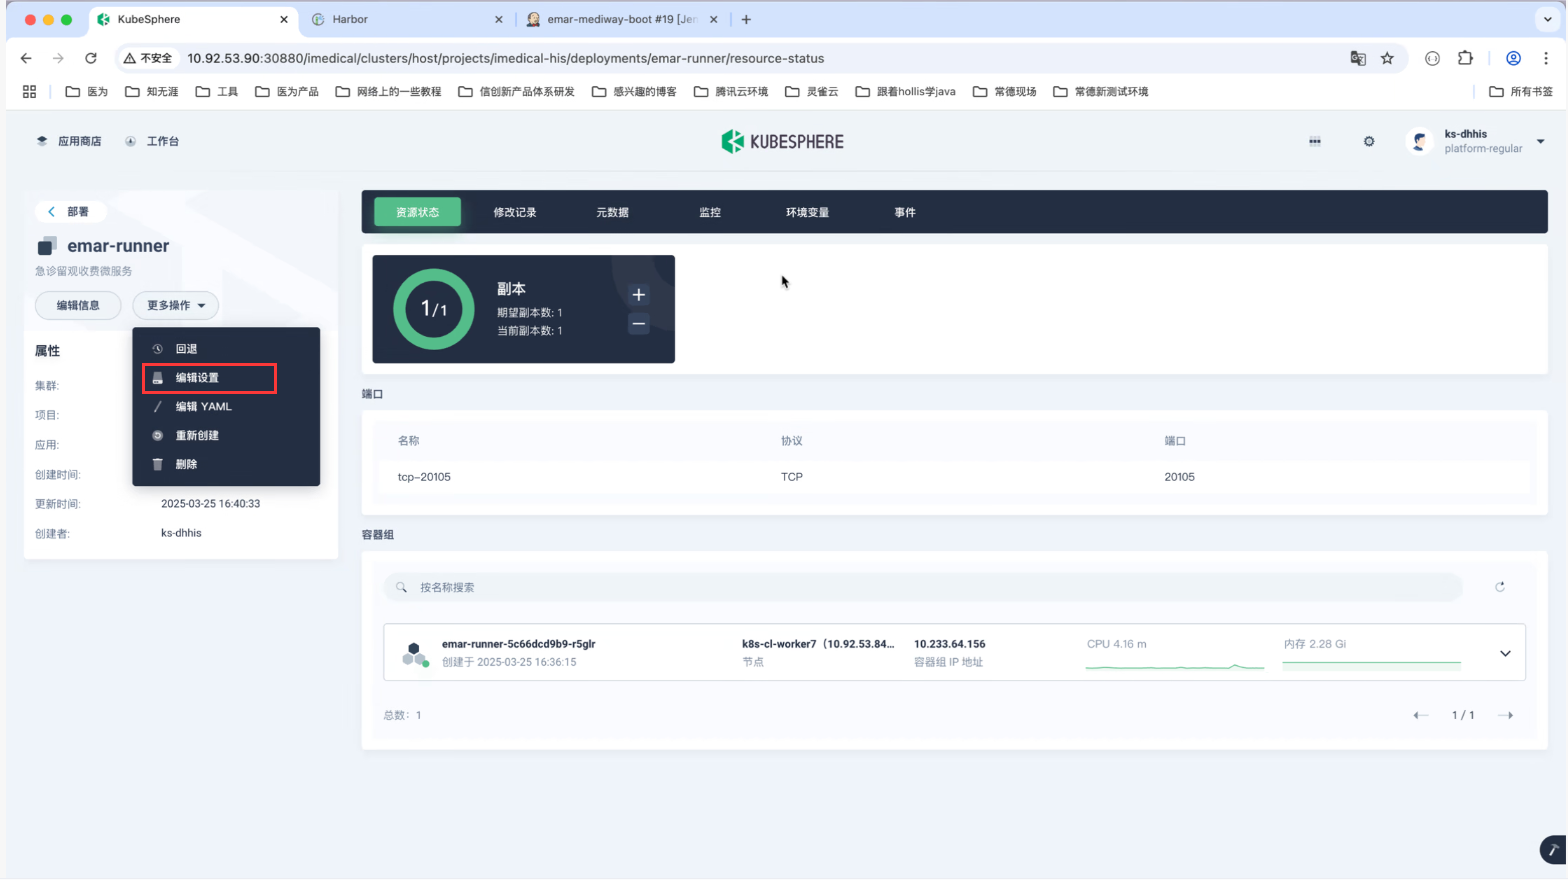 KubeSphere
Harbor
emar-mediway-boot #19 [Jen
不安全
10.92.53.90:30880/imedical/clusters/host/projects/imedical-his/deployments/emar-runner/resource-status
医为
知无涯
工具
医为产品
网络上的一些教程
信创新产品体系研发
感兴趣的博客
腾讯云环境
灵雀云
跟着hollis学java
常德现场
常德新测试环境
所有书签
应用商店
工作台
KUBESPHERE
ks-dhhis
platform-regular
部署
emar-runner
急诊留观收费微服务
编辑信息
更多操作
回退
编辑设置
编辑 YAML
重新创建
删除
属性
集群:
项目:
应用:
创建时间:
更新时间:
2025-03-25 16:40:33
创建者:
ks-dhhis
资源状态
修改记录
元数据
监控
环境变量
事件
1/1
副本
期望副本数: 1
当前副本数: 1
端口
名称
协议
端口
tcp-20105
TCP
20105
容器组
按名称搜索
emar-runner-5c66dcd9b9-r5glr
创建于 2025-03-25 16:36:15
k8s-cl-worker7（10.92.53.84...
节点
10.233.64.156
容器组 IP 地址
CPU 4.16 m
内存 2.28 Gi
总数: 1
1 / 1